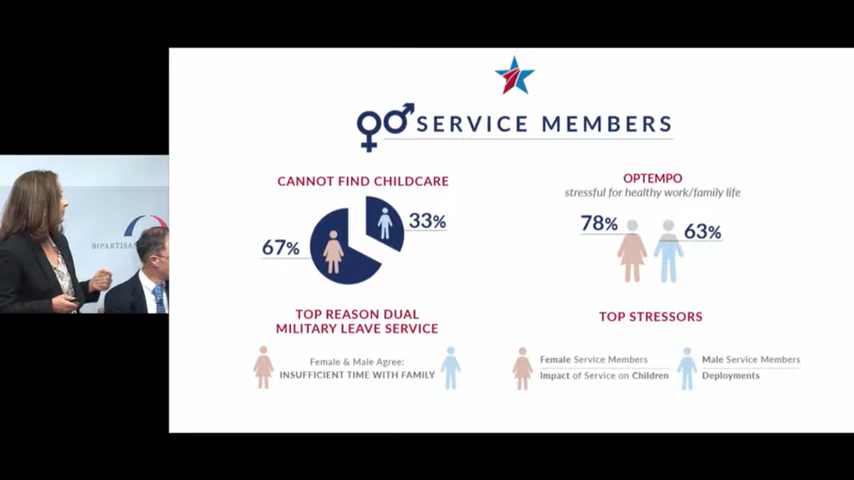 SERVICE MEMBERS
CANNOT FIND CHILDCARE
67%
33%
OPTEMPO
stressful for healthy work/family life
78%
63%
TOP REASON DUAL
MILITARY LEAVE SERVICE
Female & Male Agree:
INSUFFICIENT TIME WITH FAMILY
TOP STRESSORS
Female Service Members
Impact of Service on Children
Male Service Members
Deployments